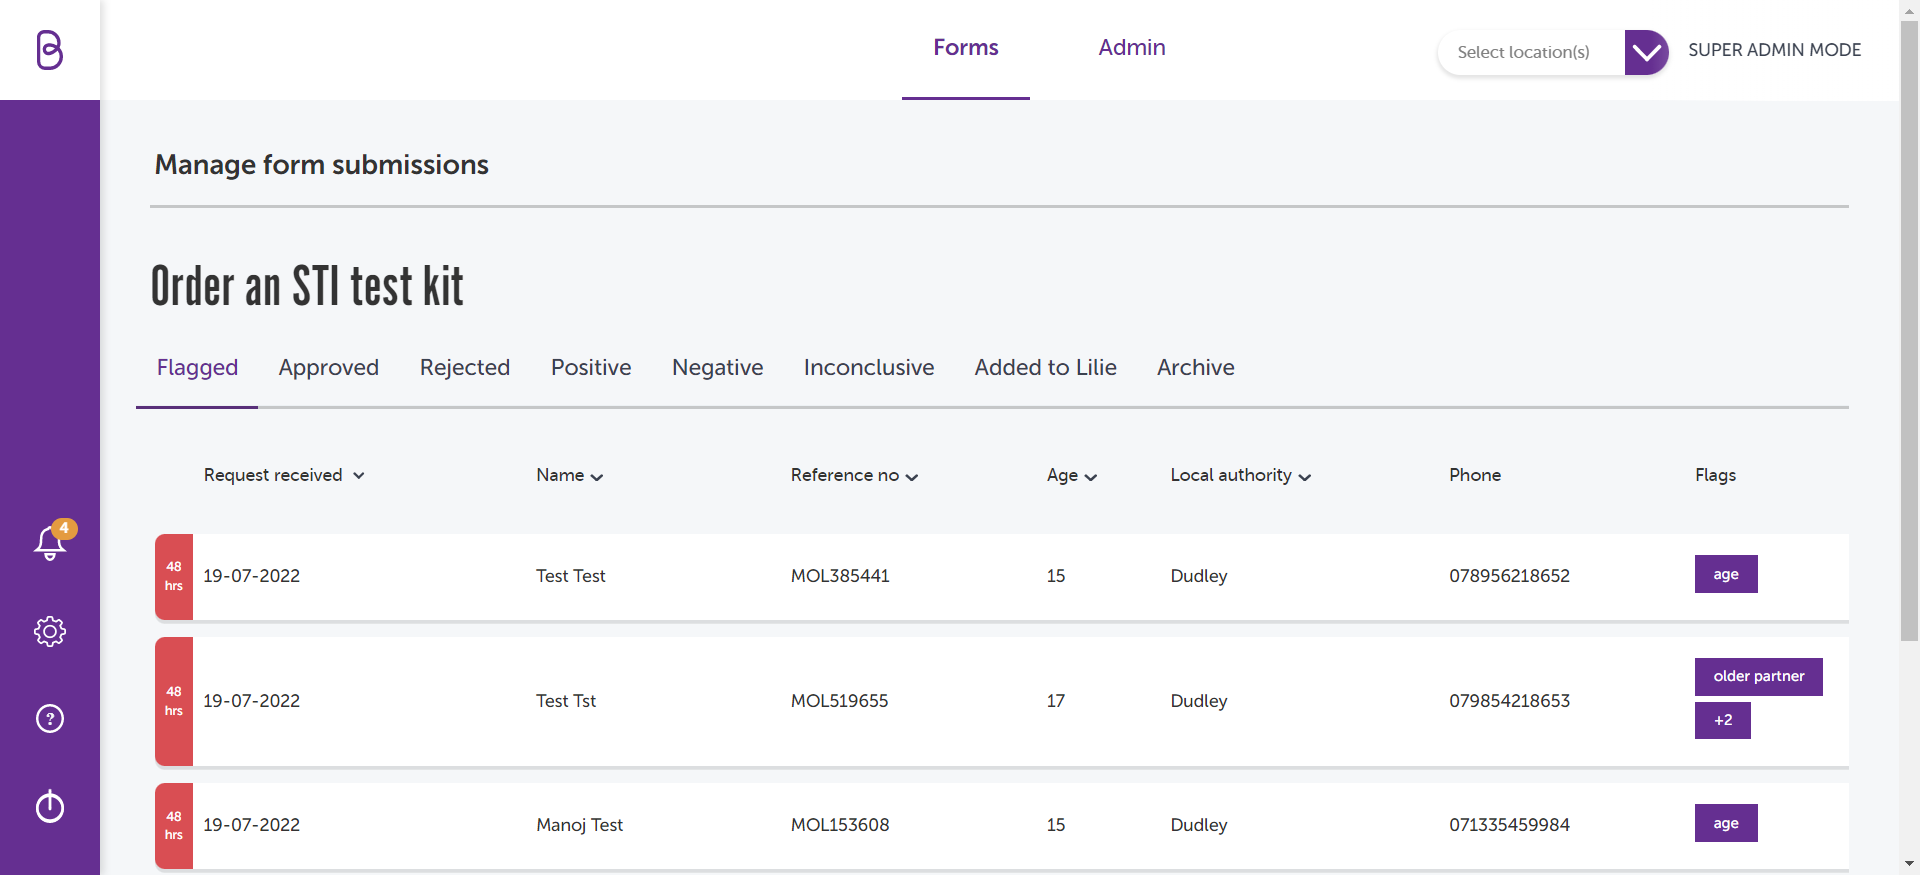 Forms Admin Select location(s) SUPER ADMIN MODE
Manage form submissions
Order an STI test kit
Flagged Approved Rejected Positive Negative Inconclusive Added to Lilie Archive
Request received Name Reference no Age Local authority Phone Flags
48
hrs
19-07-2022 Test Test MOL385441 15 Dudley 078956218652 age
48
hrs
19-07-2022 Test Tst MOL519655 17 Dudley 079854218653
older partner
+2
48
hrs
19-07-2022 Manoj Test MOL153608 15 Dudley 071335459984 age
4
?